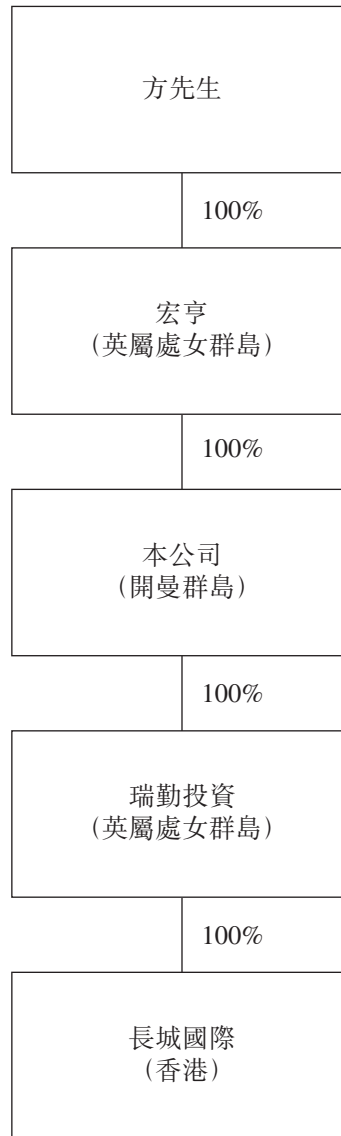 方先生
100%
宏亨
(英屬處女群島)
100%
本公司
(開曼群島)
100%
瑞勤投資
(英屬處女群島)
100%
長城國際
(香港)